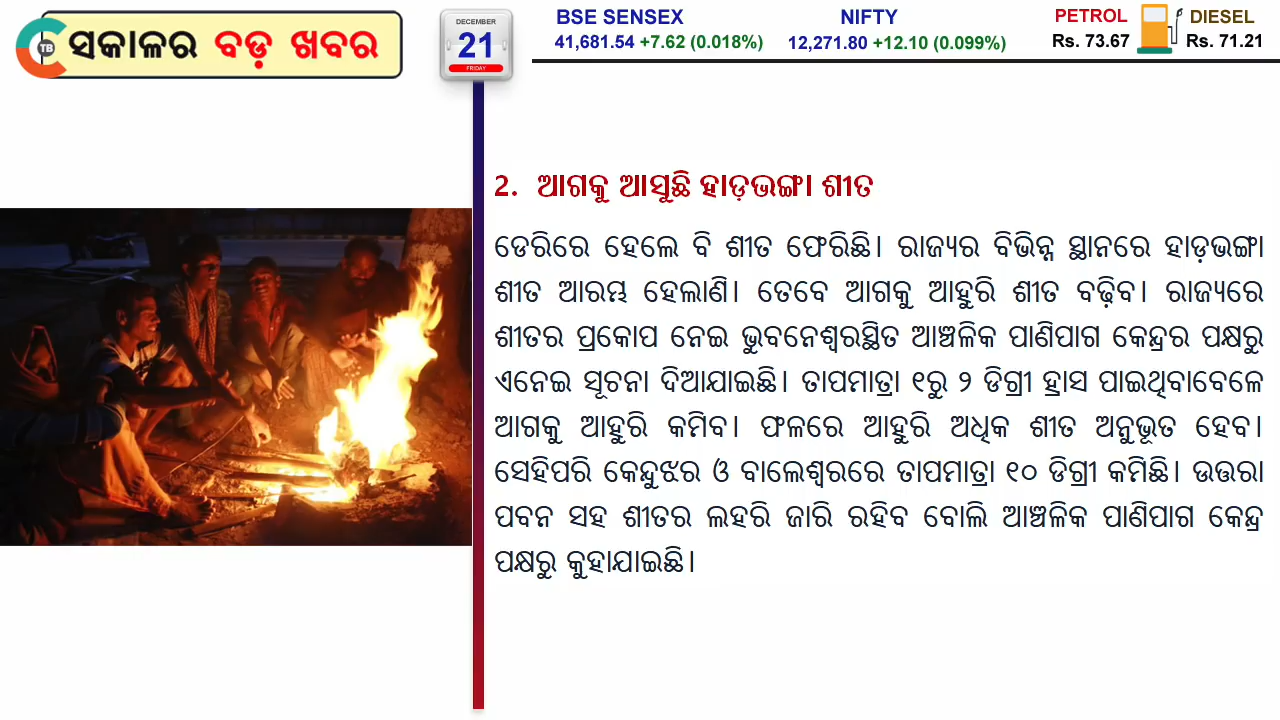 TB
ସକାଳର ବଡ଼ ଖବର
DECEMBER
21
FRIDAY
BSE SENSEX
41,681.54 +7.62 (0.018%)
NIFTY
12,271.80 +12.10 (0.099%)
PETROL
Rs. 73.67
DIESEL
Rs. 71.21
2. ଆଗକୁ ଆସୁଛି ହାଡ଼ଭଙ୍ଗା ଶୀତ
ଡେରିରେ ହେଲେ ବି ଶୀତ ଫେରିଛି। ରାଜ୍ୟର ବିଭିନ୍ନ ସ୍ଥାନରେ ହାଡ଼ଭଙ୍ଗା
ଶୀତ ଆରମ୍ଭ ହେଲାଣି। ତେବେ ଆଗକୁ ଆହୁରି ଶୀତ ବଢ଼ିବ। ରାଜ୍ୟରେ
ଶୀତର ପ୍ରକୋପ ନେଇ ଭୁବନେଶ୍ୱରସ୍ଥିତ ଆଞ୍ଚଳିକ ପାଣିପାଗ କେନ୍ଦ୍ରର ପକ୍ଷରୁ
ଏନେଇ ସୂଚନା ଦିଆଯାଇଛି। ତାପମାତ୍ରା ୧ରୁ ୨ ଡିଗ୍ରୀ ହ୍ରାସ ପାଇଥିବାବେଳେ
ଆଗକୁ ଆହୁରି କମିବ। ଫଳରେ ଆହୁରି ଅଧିକ ଶୀତ ଅନୁଭୂତ ହେବ।
ସେହିପରି କେନ୍ଦୁଝର ଓ ବାଲେଶ୍ୱରରେ ତାପମାତ୍ରା ୧୦ ଡିଗ୍ରୀ କମିଛି। ଉତ୍ତରା
ପବନ ସହ ଶୀତର ଲହରି ଜାରି ରହିବ ବୋଲି ଆଞ୍ଚଳିକ ପାଣିପାଗ କେନ୍ଦ୍ର
ପକ୍ଷରୁ କୁହାଯାଇଛି।